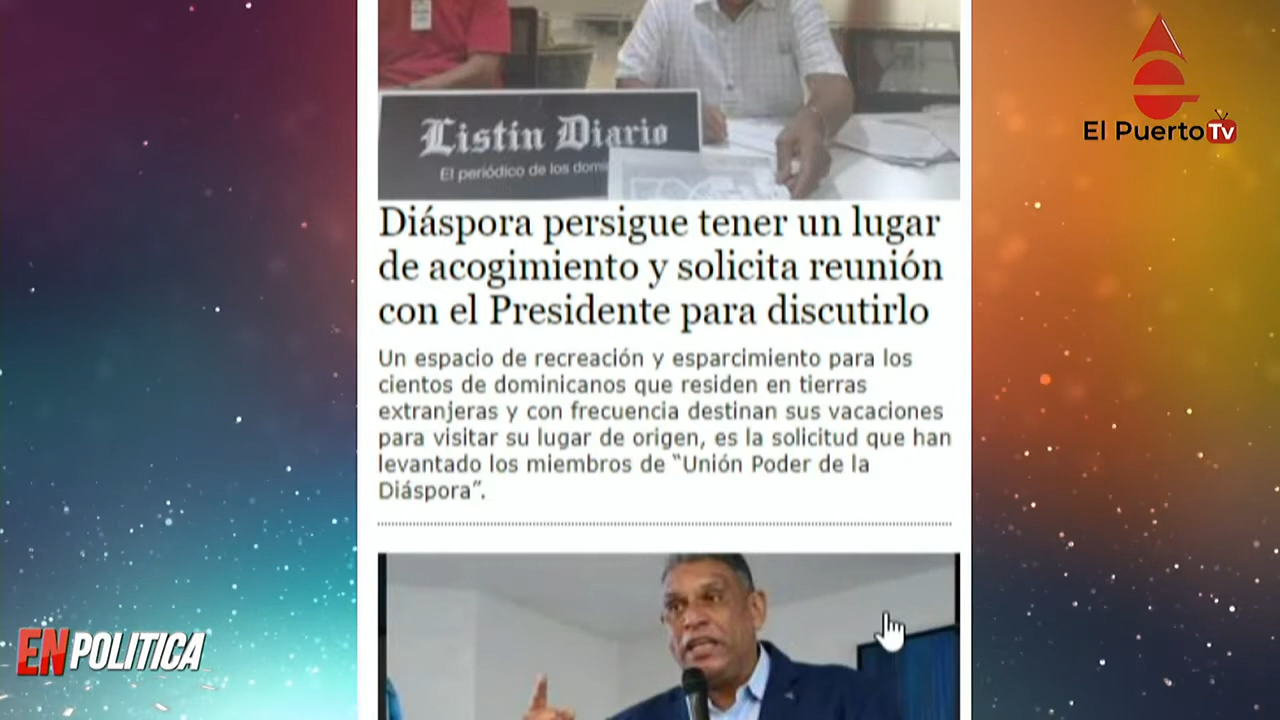 El Puerto Tv
Listín Diario
El periódico de los
Diáspora persigue tener un lugar
de acogimiento y solicita reunión
con el Presidente para discutirlo
Un espacio de recreación y esparcimiento para los
cientos de dominicanos que residen en tierras
extranjeras y con frecuencia destinan sus vacaciones
para visitar su lugar de origen, es la solicitud que han
levantado los miembros de “Unión Poder de la
Diáspora”.
EN POLITICA